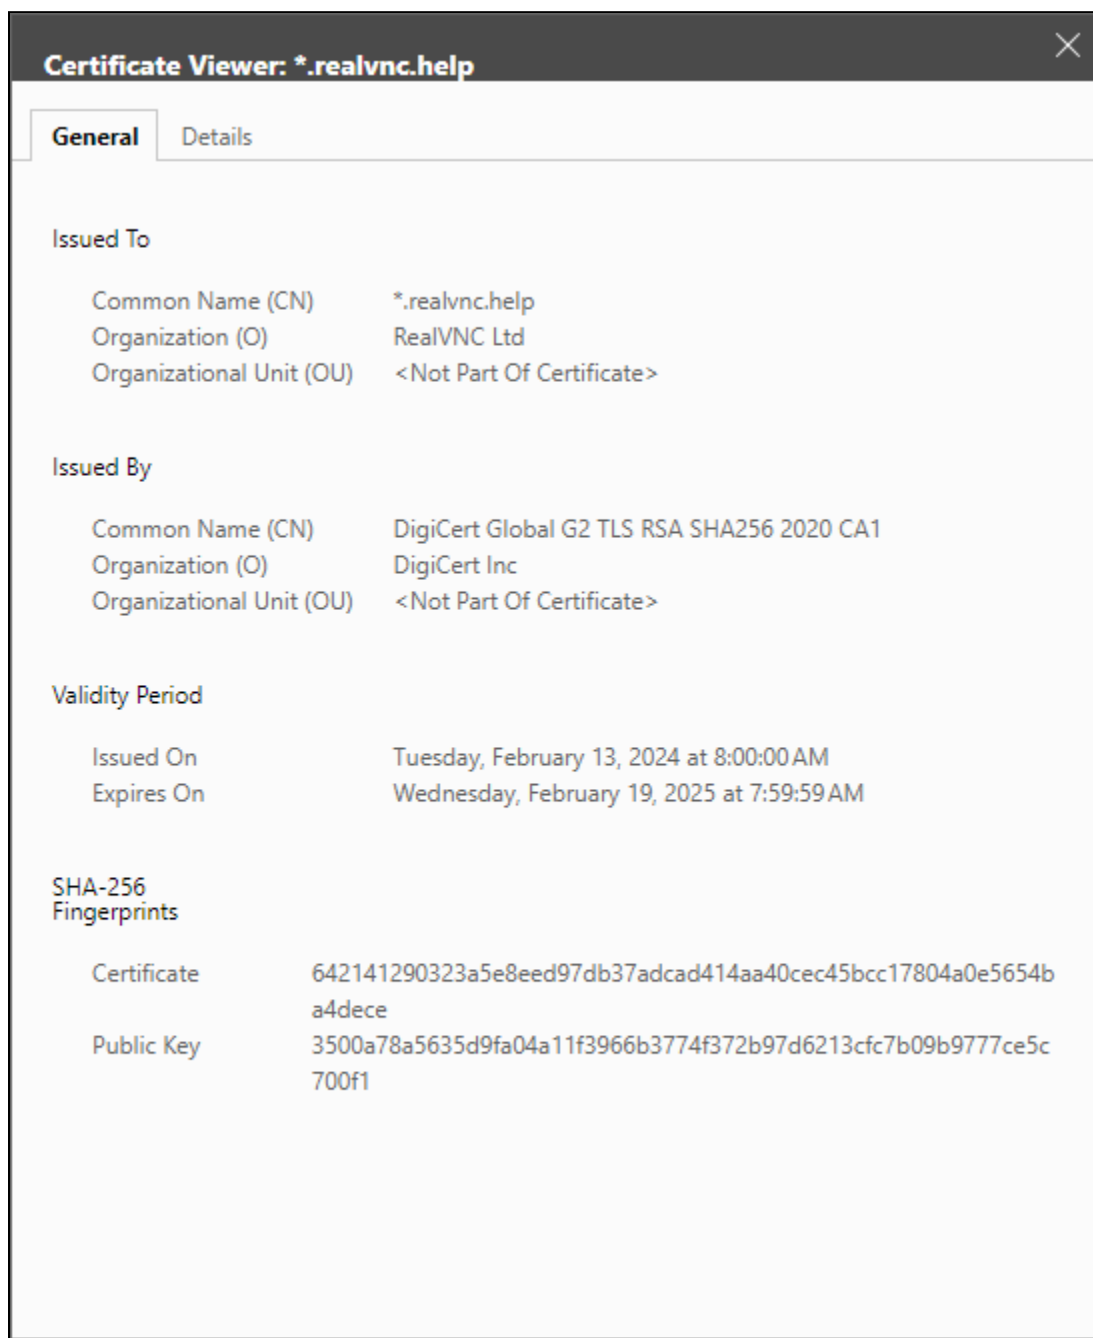 Certificate Viewer: *.realvnc.help
General Details
Issued To
Common Name (CN) *.realvnc.help
Organization (O) RealVNC Ltd
Organizational Unit (OU) <Not Part Of Certificate>
Issued By
Common Name (CN) DigiCert Global G2 TLS RSA SHA256 2020 CA1
Organization (O) DigiCert Inc
Organizational Unit (OU) <Not Part Of Certificate>
Validity Period
Issued On Tuesday, February 13, 2024 at 8:00:00 AM
Expires On Wednesday, February 19, 2025 at 7:59:59 AM
SHA-256
Fingerprints
Certificate 642141290323a5e8eed97db37adcad414aa40cec45bcc17804a0e5654b
a4dece
Public Key 3500a78a5635d9fa04a11f3966b3774f372b97d6213cfc7b09b9777ce5c
700f1